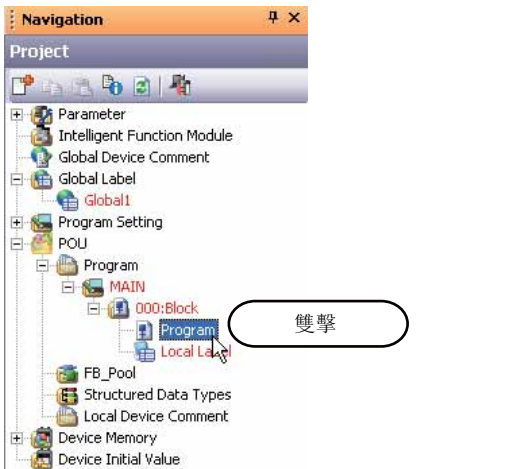 Navigation
Project
Parameter
Intelligent Function Module
Global Device Comment
Global Label
Global1
Program Setting
POU
Program
MAIN
000:Block
Program
雙擊
Local Label
FB_Pool
Structured Data Types
Local Device Comment
Device Memory
Device Initial Value